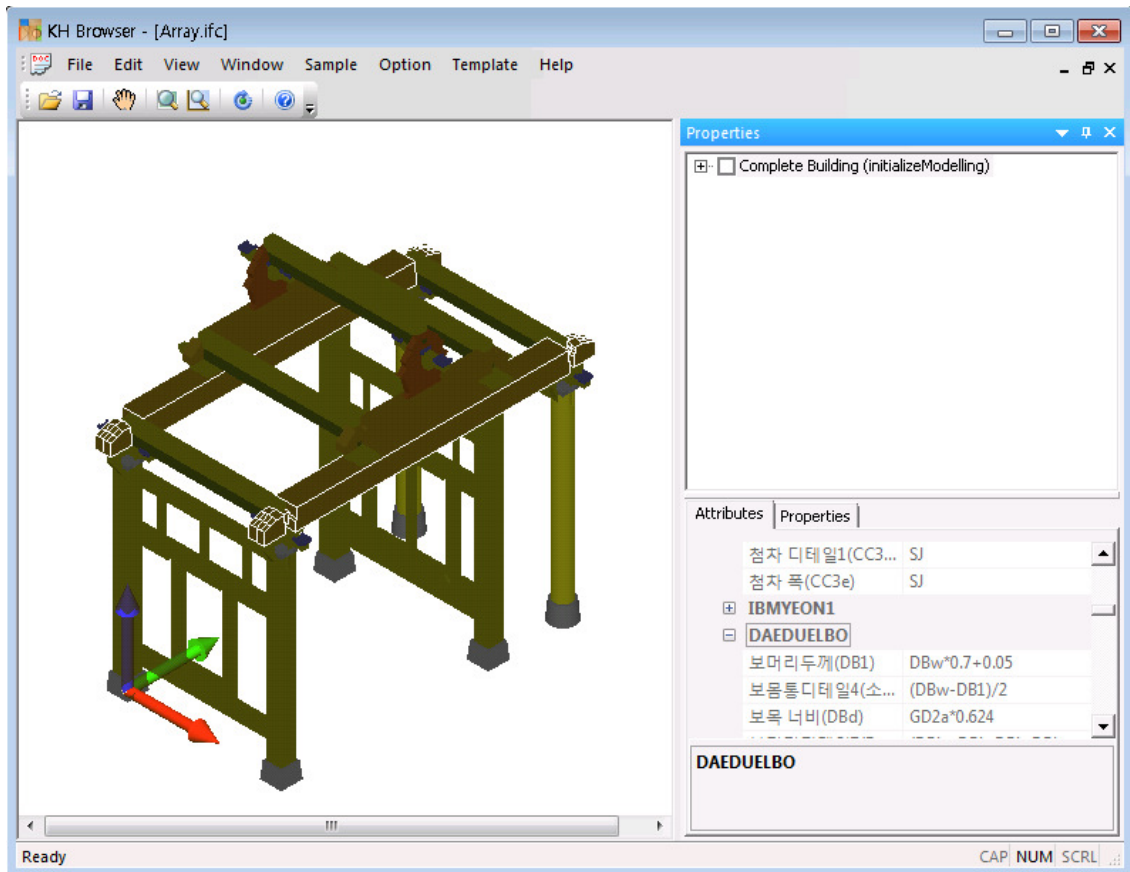 KH Browser - [Array.ifc]
File Edit View Window Sample Option Template Help
Properties
Complete Building (initializeModelling)
Attributes Properties
첨차 디테일1(CC3... SJ
첨차 폭(CC3e) SJ
IBMYEON1
DAEDUELBO
보머리두께(DB1) DBw*0.7+0.05
보몸통디테일4(소... (DBw-DB1)/2
보목 너비(DBd) GD2a*0.624
DAEDUELBO
Ready CAP NUM SCRL